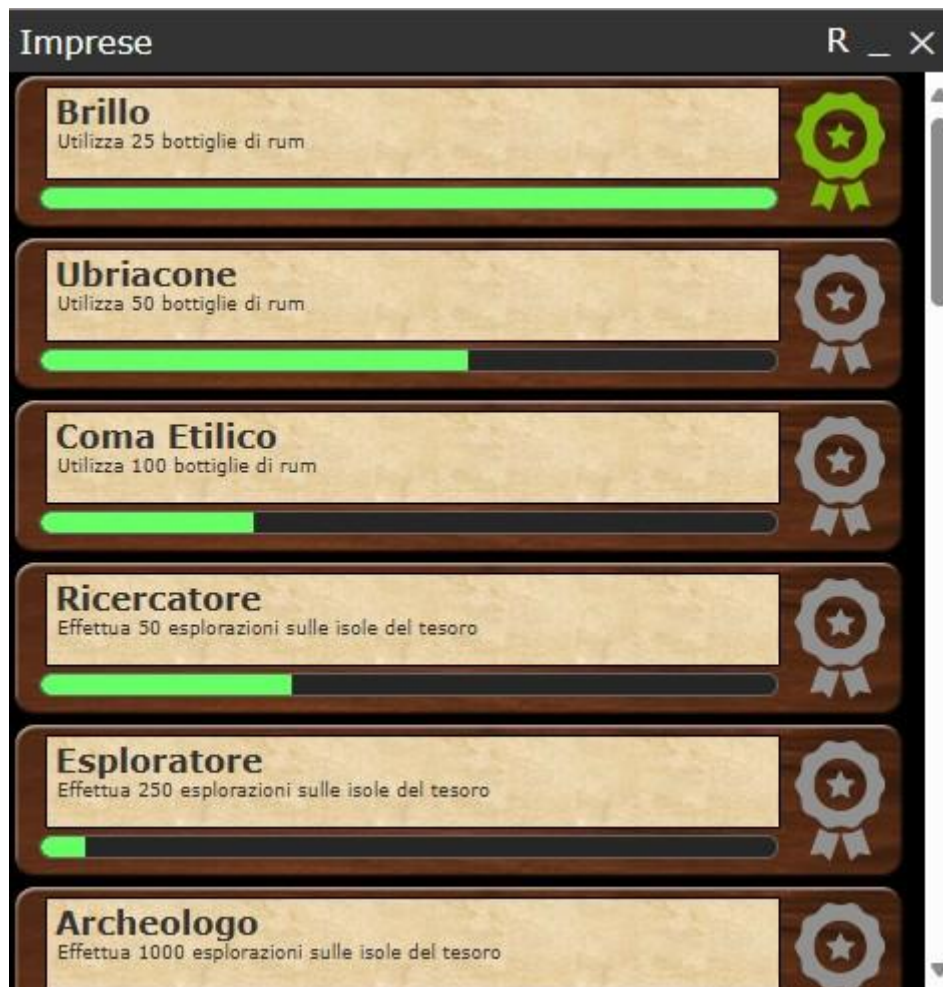 Imprese R _ ×
Brillo
Utilizza 25 bottiglie di rum
Ubriacone
Utilizza 50 bottiglie di rum
Coma Etilico
Utilizza 100 bottiglie di rum
Ricercatore
Effettua 50 esplorazioni sulle isole del tesoro
Esploratore
Effettua 250 esplorazioni sulle isole del tesoro
Archeologo
Effettua 1000 esplorazioni sulle isole del tesoro